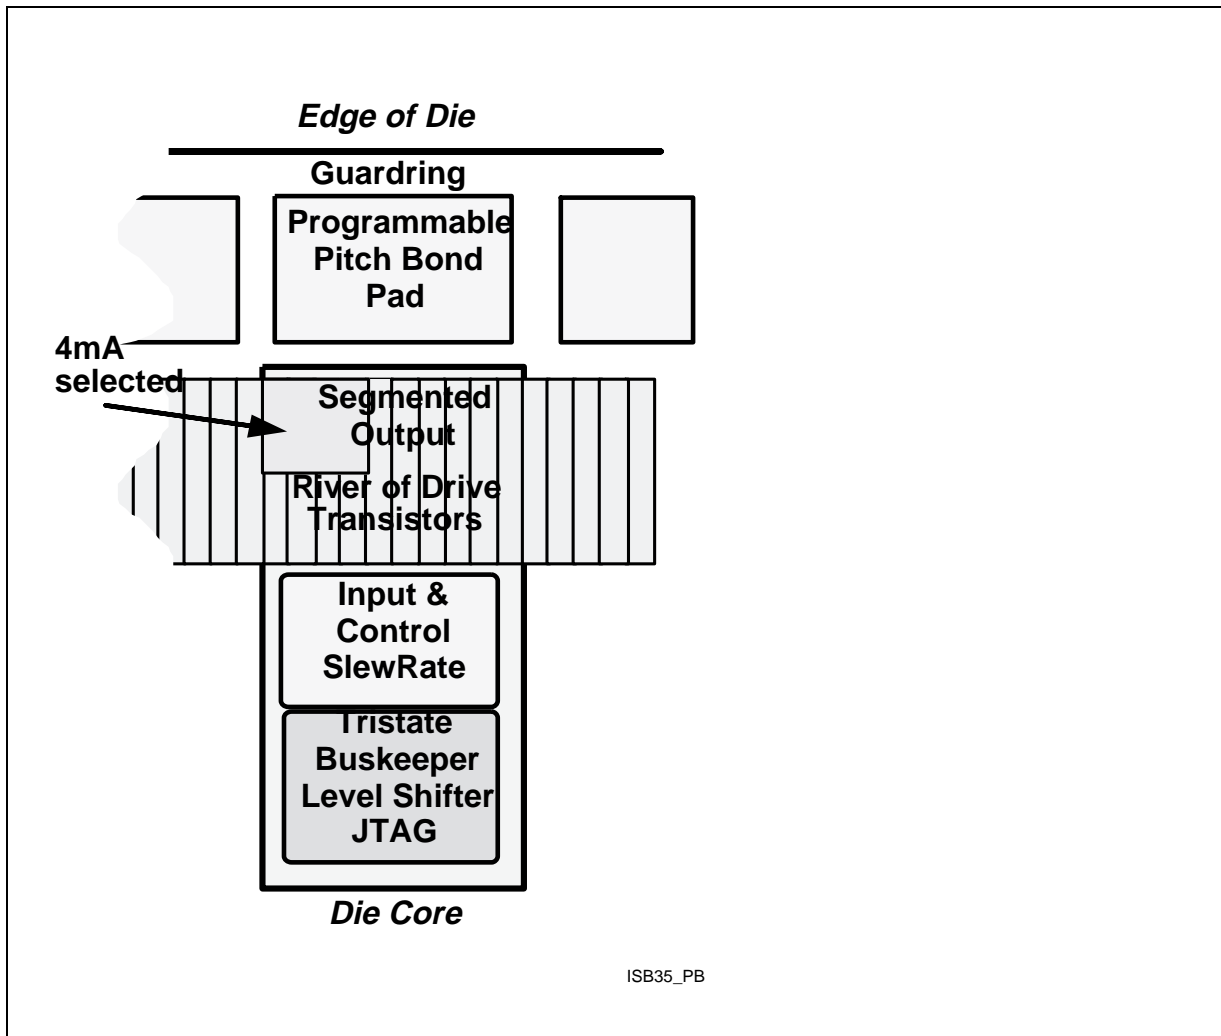 Edge of Die
Guardring
Programmable
Pitch Bond
Pad
4mA
selected
Segmented
Output
River of Drive
Transistors
Input &
Control
SlewRate
Tristate
Buskeeper
Level Shifter
JTAG
Die Core
ISB35_PB